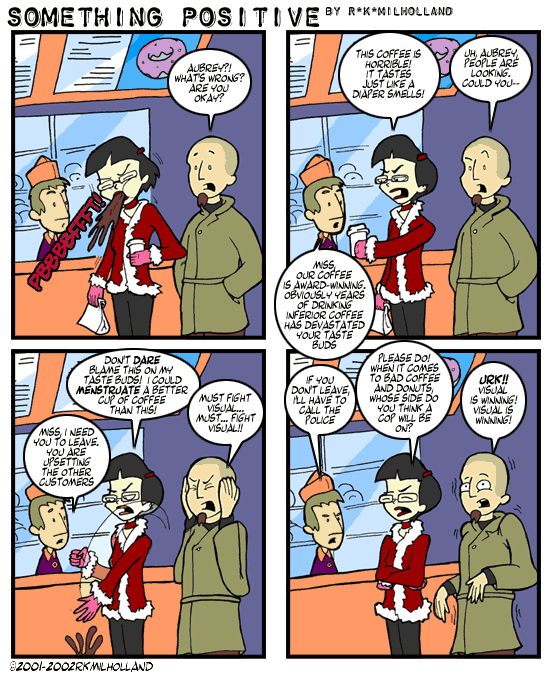 SOMETHING POSITIVE BY R*K*MILHOLLAND
AUBREY?!
WHAT'S WRONG?
ARE YOU
OKAY?
PBBBBFFFT!
THIS COFFEE IS
HORRIBLE!
IT TASTES
JUST LIKE A
DIAPER SMELLS!
UH, AUBREY,
PEOPLE ARE
LOOKING.
COULD YOU--
MISS,
OUR COFFEE
IS AWARD-WINNING.
OBVIOUSLY YEARS
OF DRINKING
INFERIOR COFFEE
HAS DEVASTATED
YOUR TASTE
BUDS
DON'T DARE
BLAME THIS ON MY
TASTE BUDS! I COULD
MENSTRUATE A BETTER
CUP OF COFFEE
THAN THIS!
MUST FIGHT
VISUAL...
MUST... FIGHT
VISUAL!!
MISS, I NEED
YOU TO LEAVE.
YOU ARE
UPSETTING
THE OTHER
CUSTOMERS
IF YOU
DON'T LEAVE,
I'LL HAVE TO
CALL THE
POLICE
PLEASE DO!
WHEN IT COMES
TO BAD COFFEE
AND DONUTS,
WHOSE SIDE DO
YOU THINK A
COP WILL BE
ON?
URK!!
VISUAL
IS WINNING!
VISUAL IS
WINNING!
©2001-2002RKMILHOLLAND